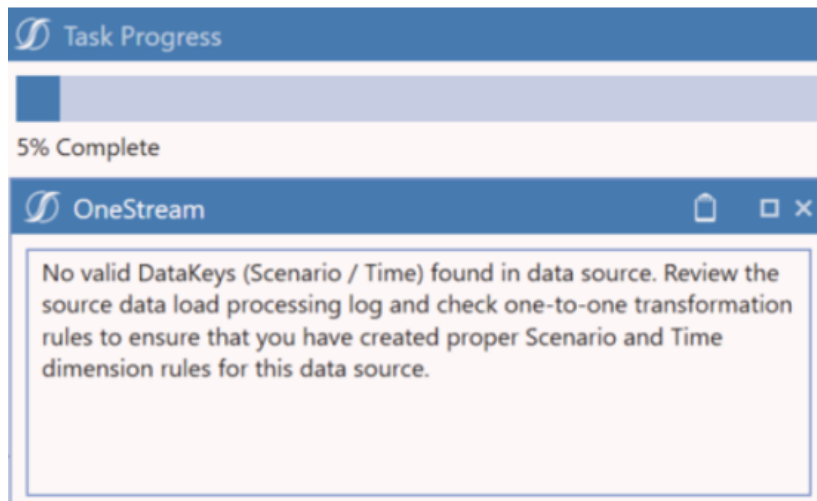 Task Progress
5% Complete
OneStream
No valid DataKeys (Scenario / Time) found in data source. Review the
source data load processing log and check one-to-one transformation
rules to ensure that you have created proper Scenario and Time
dimension rules for this data source.